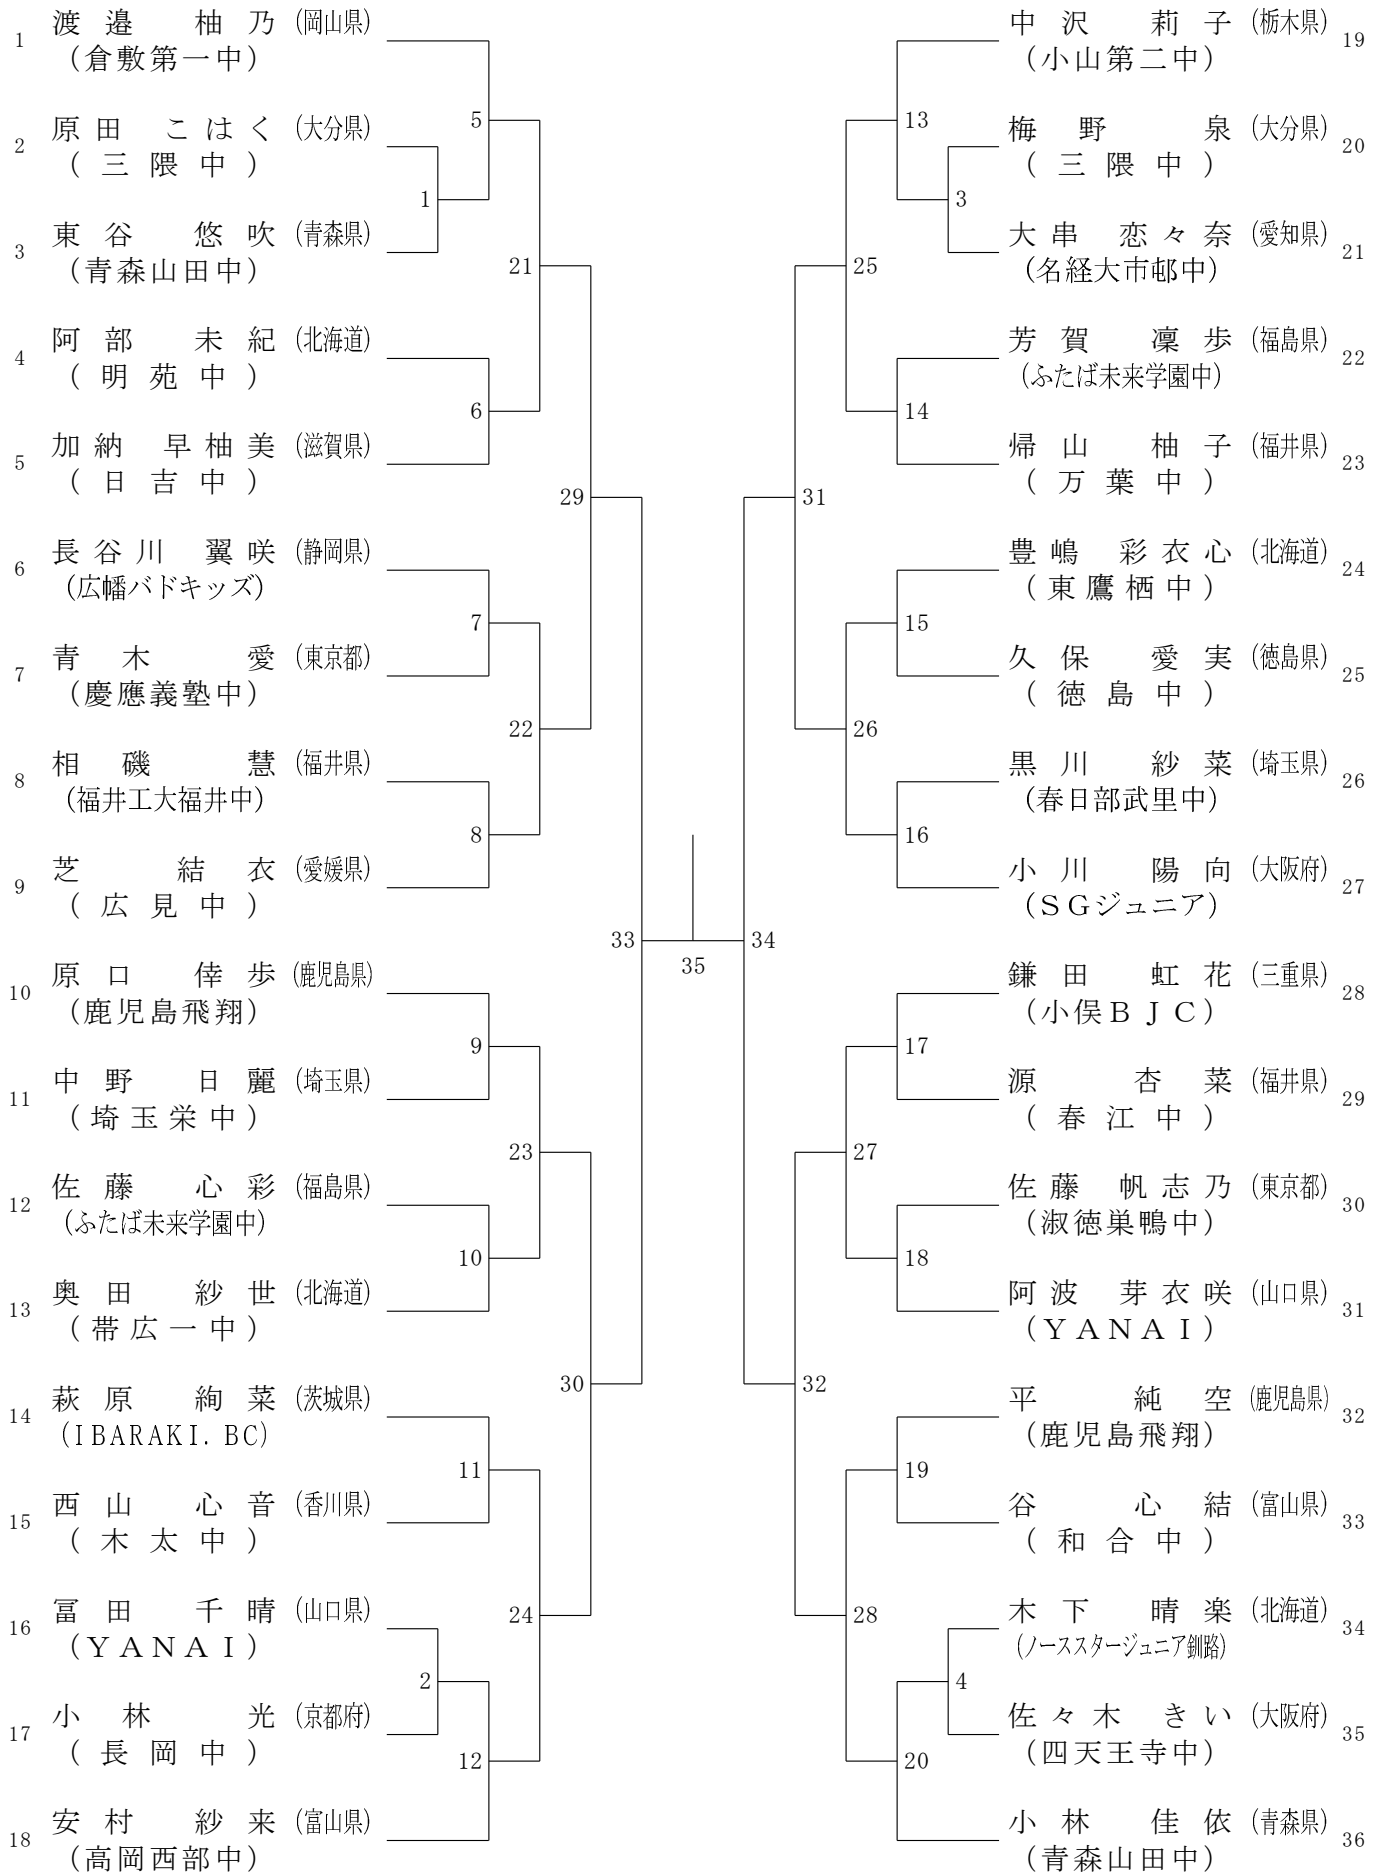 1 渡邉 柚乃 (岡山県)
(倉敷第一中)
2 原田 こはく (大分県)
(三隈中)
3 東谷 悠吹 (青森県)
(青森山田中)
4 阿部 未紀 (北海道)
(明苑中)
5 加納 早柚美 (滋賀県)
(日吉中)
6 長谷川 翼咲 (静岡県)
(広幡バドキッズ)
7 青木 愛 (東京都)
(慶應義塾中)
8 相磯 慧 (福井県)
(福井工大福井中)
9 芝 結衣 (愛媛県)
(広見中)
10 原口 倖歩 (鹿児島県)
(鹿児島飛翔)
11 中野 日麗 (埼玉県)
(埼玉栄中)
12 佐藤 心彩 (福島県)
(ふたば未来学園中)
13 奥田 紗世 (北海道)
(帯広一中)
14 萩原 絢菜 (茨城県)
(IBARAKI. BC)
15 西山 心音 (香川県)
(木太中)
16 冨田 千晴 (山口県)
(YANAI)
17 小林 光 (京都府)
(長岡中)
18 安村 紗来 (富山県)
(高岡西部中)
1
2
5
6
7
8
9
10
11
12
21
22
23
24
29
30
33
35
34
31
32
25
26
27
28
13
14
15
16
17
18
19
20
3
4
中沢 莉子 (栃木県) 19
(小山第二中)
梅野 泉 (大分県) 20
(三隈中)
大串 恋々奈 (愛知県) 21
(名経大市邨中)
芳賀 凜歩 (福島県) 22
(ふたば未来学園中)
帰山 柚子 (福井県) 23
(万葉中)
豊嶋 彩衣心 (北海道) 24
(東鷹栖中)
久保 愛実 (徳島県) 25
(徳島中)
黒川 紗菜 (埼玉県) 26
(春日部武里中)
小川 陽向 (大阪府) 27
(SGジュニア)
鎌田 虹花 (三重県) 28
(小俣BJC)
源 杏菜 (福井県) 29
(春江中)
佐藤 帆志乃 (東京都) 30
(淑徳巣鴨中)
阿波 芽衣咲 (山口県) 31
(YANAI)
平 純空 (鹿児島県) 32
(鹿児島飛翔)
谷 心結 (富山県) 33
(和合中)
木下 晴楽 (北海道) 34
(ノーススタージュニア釧路)
佐々木 きい (大阪府) 35
(四天王寺中)
小林 佳依 (青森県) 36
(青森山田中)